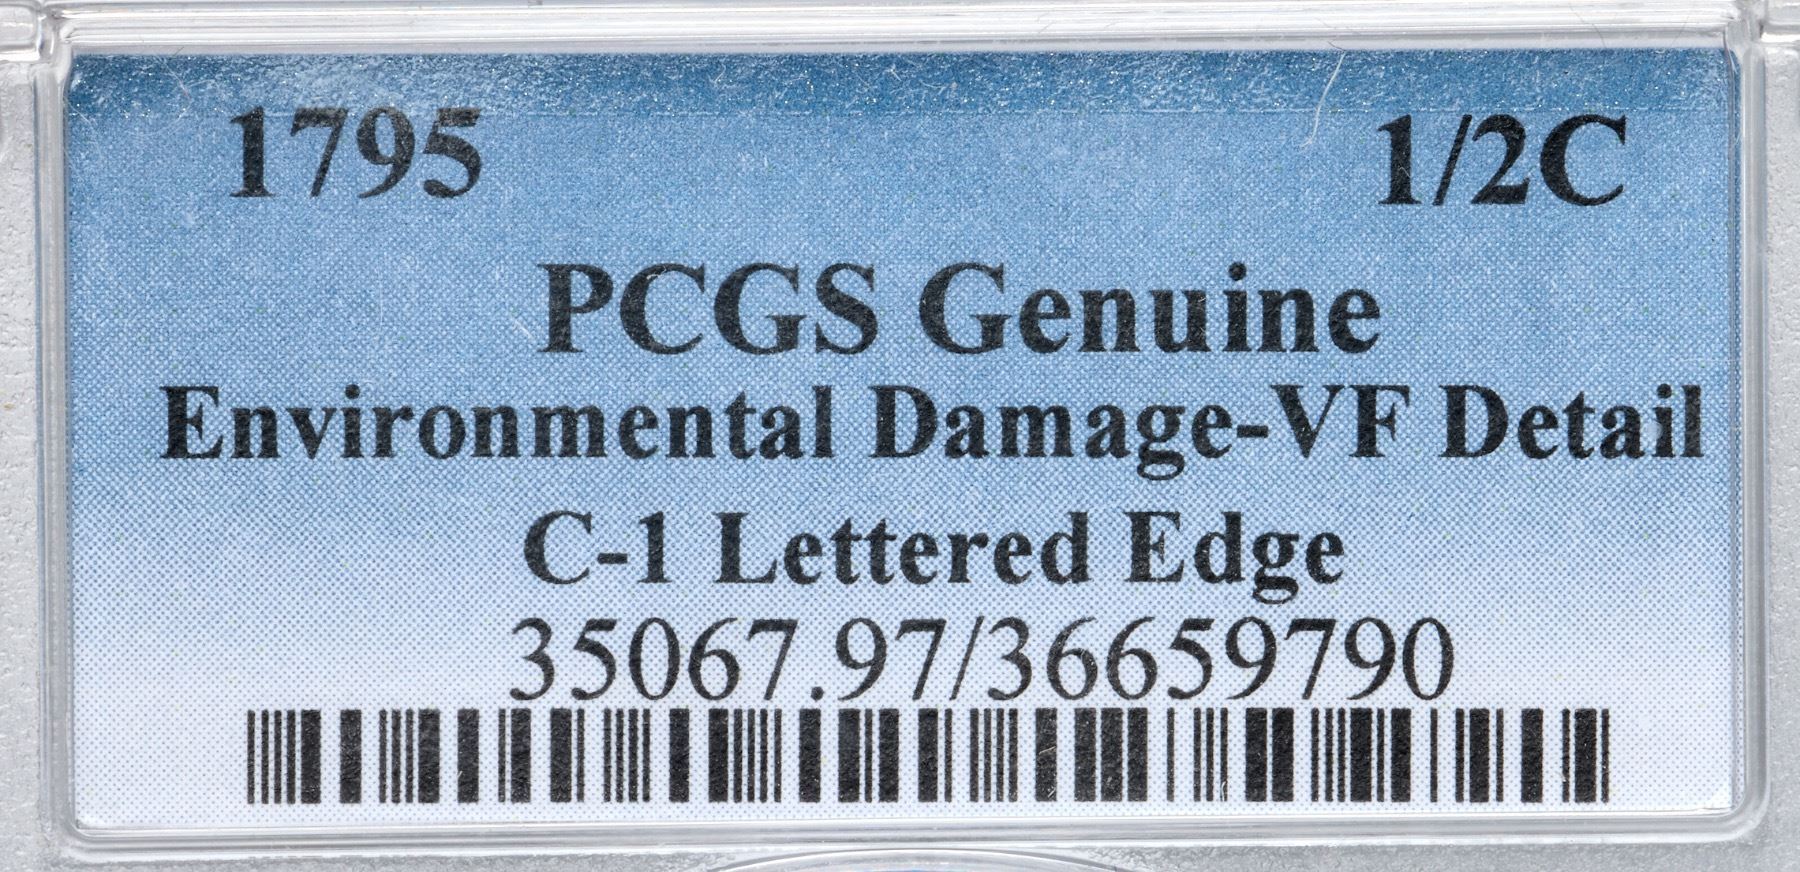 1795 1/2C
PCGS Genuine
Environmental Damage-VF Detail
C-1 Lettered Edge
35067.97/36659790